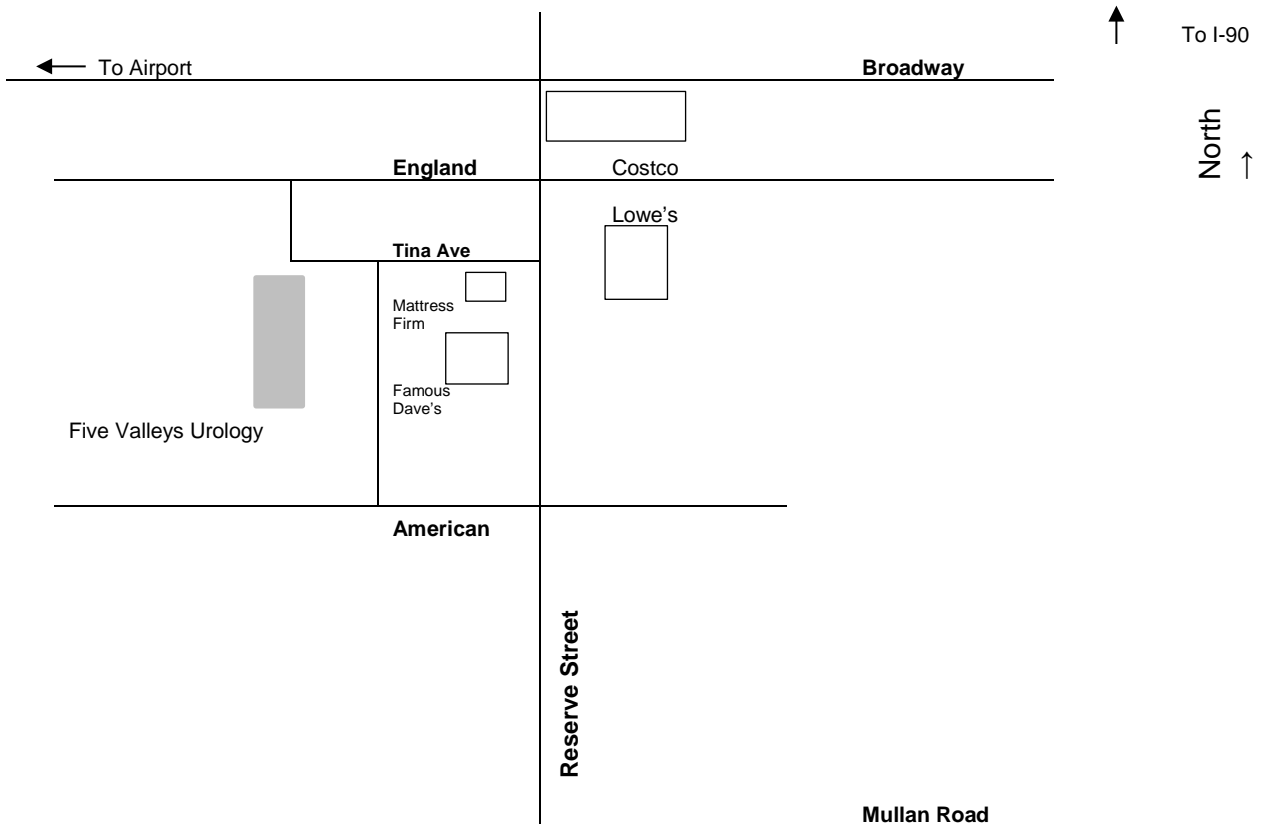 To I-90
To Airport
Broadway
North
England
Costco
Lowe's
Tina Ave
Mattress
Firm
Famous
Dave's
Five Valleys Urology
American
Reserve Street
Mullan Road